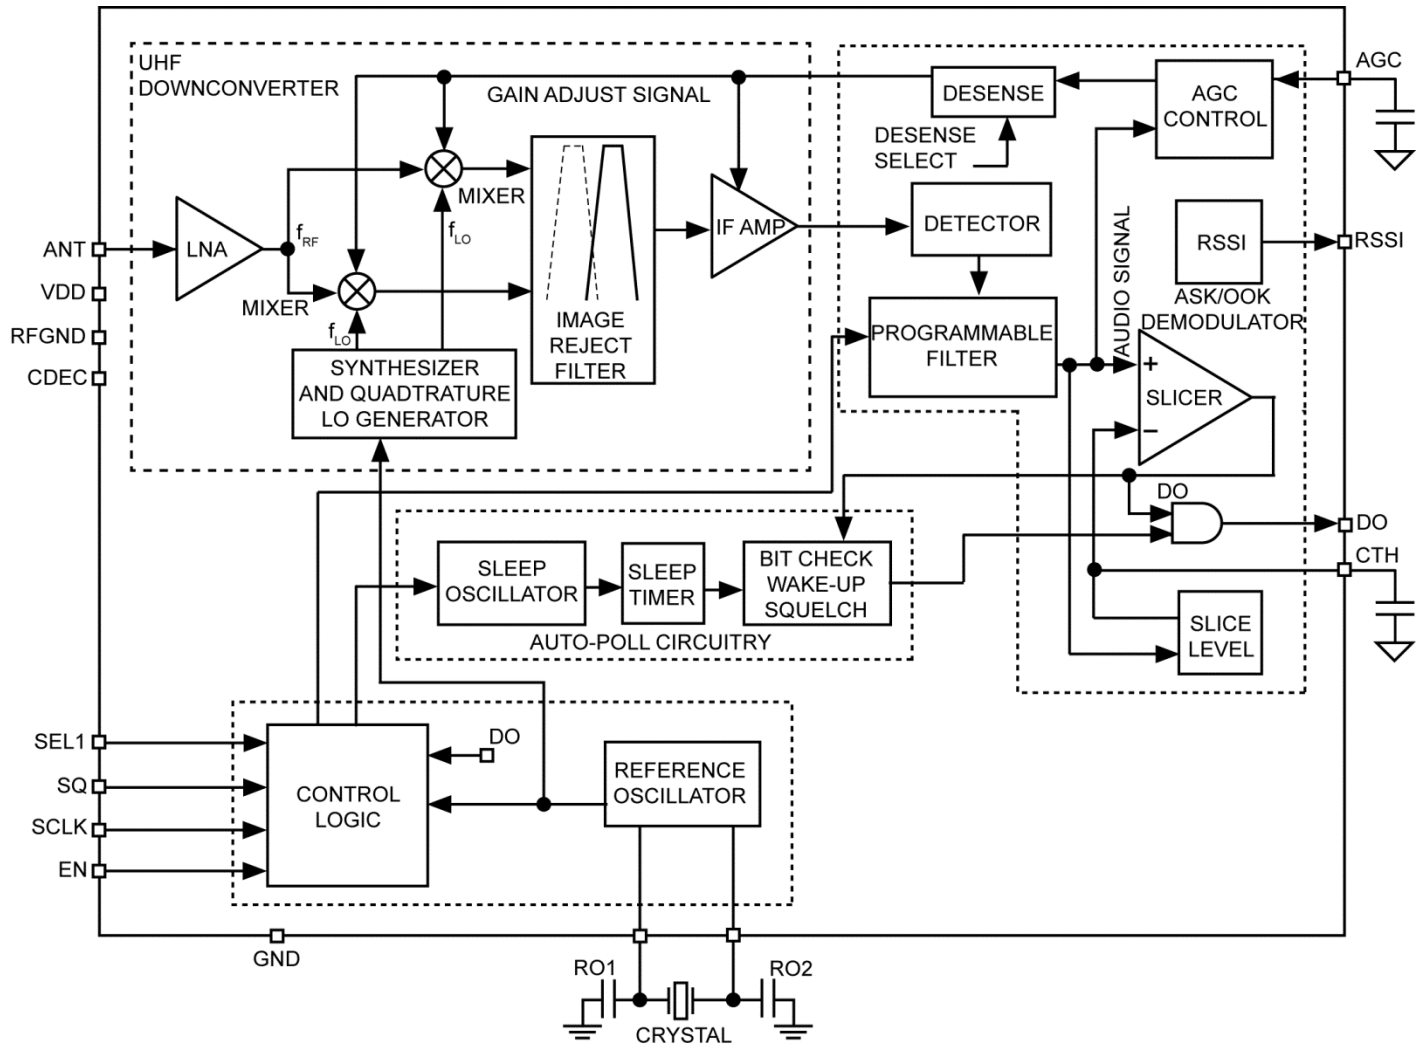 UHF
DOWNCONVERTER
GAIN ADJUST SIGNAL
DESENSE
DESENSE
SELECT
AGC
CONTROL
AGC
MIXER
fRF
fLO
LNA
MIXER
fLO
IMAGE
REJECT
FILTER
IF AMP
DETECTOR
AUDIO SIGNAL
RSSI
RSSI
ASK/OOK
DEMODULATOR
ANT
VDD
RFGND
CDEC
SYNTHESIZER
AND QUADTRATURE
LO GENERATOR
PROGRAMMABLE
FILTER
+
SLICER
–
DO
DO
CTH
SLEEP
OSCILLATOR
SLEEP
TIMER
BIT CHECK
WAKE-UP
SQUELCH
AUTO-POLL CIRCUITRY
SLICE
LEVEL
SEL1
SQ
SCLK
EN
CONTROL
LOGIC
DO
REFERENCE
OSCILLATOR
GND
RO1
RO2
CRYSTAL